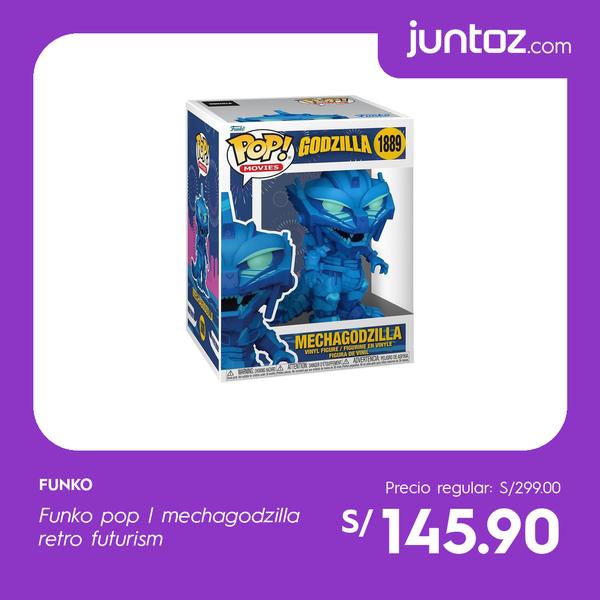 juntoz.com
Funko
POP!
MOVIES
GODZILLA
1889
MECHAGODZILLA
VINYL FIGURE / FIGURINE EN VINYLE
FIGURA DE VINIL
FUNKO
Funko pop | mechagodzilla
retro futurism
Precio regular: S/299.00
S/145.90